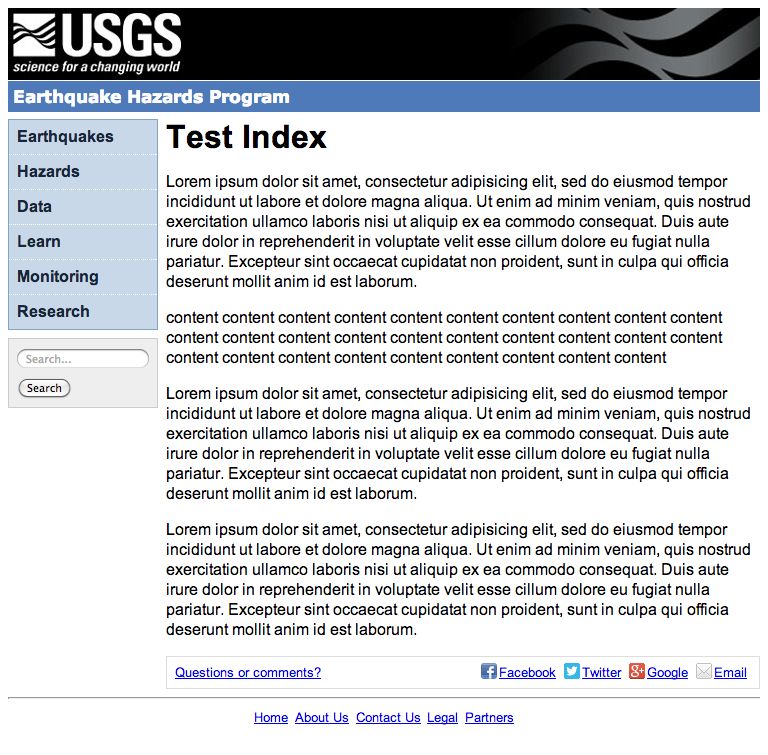 USGS
science for a changing world
Earthquake Hazards Program
Earthquakes
Hazards
Data
Learn
Monitoring
Research
Search...
Search
Test Index
Lorem ipsum dolor sit amet, consectetur adipisicing elit, sed do eiusmod tempor
incididunt ut labore et dolore magna aliqua. Ut enim ad minim veniam, quis nostrud
exercitation ullamco laboris nisi ut aliquip ex ea commodo consequat. Duis aute
irure dolor in reprehenderit in voluptate velit esse cillum dolore eu fugiat nulla
pariatur. Excepteur sint occaecat cupidatat non proident, sunt in culpa qui officia
deserunt mollit anim id est laborum.
content content content content content content content content content content
content content content content content content content content content content
content content content content content content content content content
Lorem ipsum dolor sit amet, consectetur adipisicing elit, sed do eiusmod tempor
incididunt ut labore et dolore magna aliqua. Ut enim ad minim veniam, quis nostrud
exercitation ullamco laboris nisi ut aliquip ex ea commodo consequat. Duis aute
irure dolor in reprehenderit in voluptate velit esse cillum dolore eu fugiat nulla
pariatur. Excepteur sint occaecat cupidatat non proident, sunt in culpa qui officia
deserunt mollit anim id est laborum.
Lorem ipsum dolor sit amet, consectetur adipisicing elit, sed do eiusmod tempor
incididunt ut labore et dolore magna aliqua. Ut enim ad minim veniam, quis nostrud
exercitation ullamco laboris nisi ut aliquip ex ea commodo consequat. Duis aute
irure dolor in reprehenderit in voluptate velit esse cillum dolore eu fugiat nulla
pariatur. Excepteur sint occaecat cupidatat non proident, sunt in culpa qui officia
deserunt mollit anim id est laborum.
Questions or comments? Facebook Twitter Google Email
Home About Us Contact Us Legal Partners